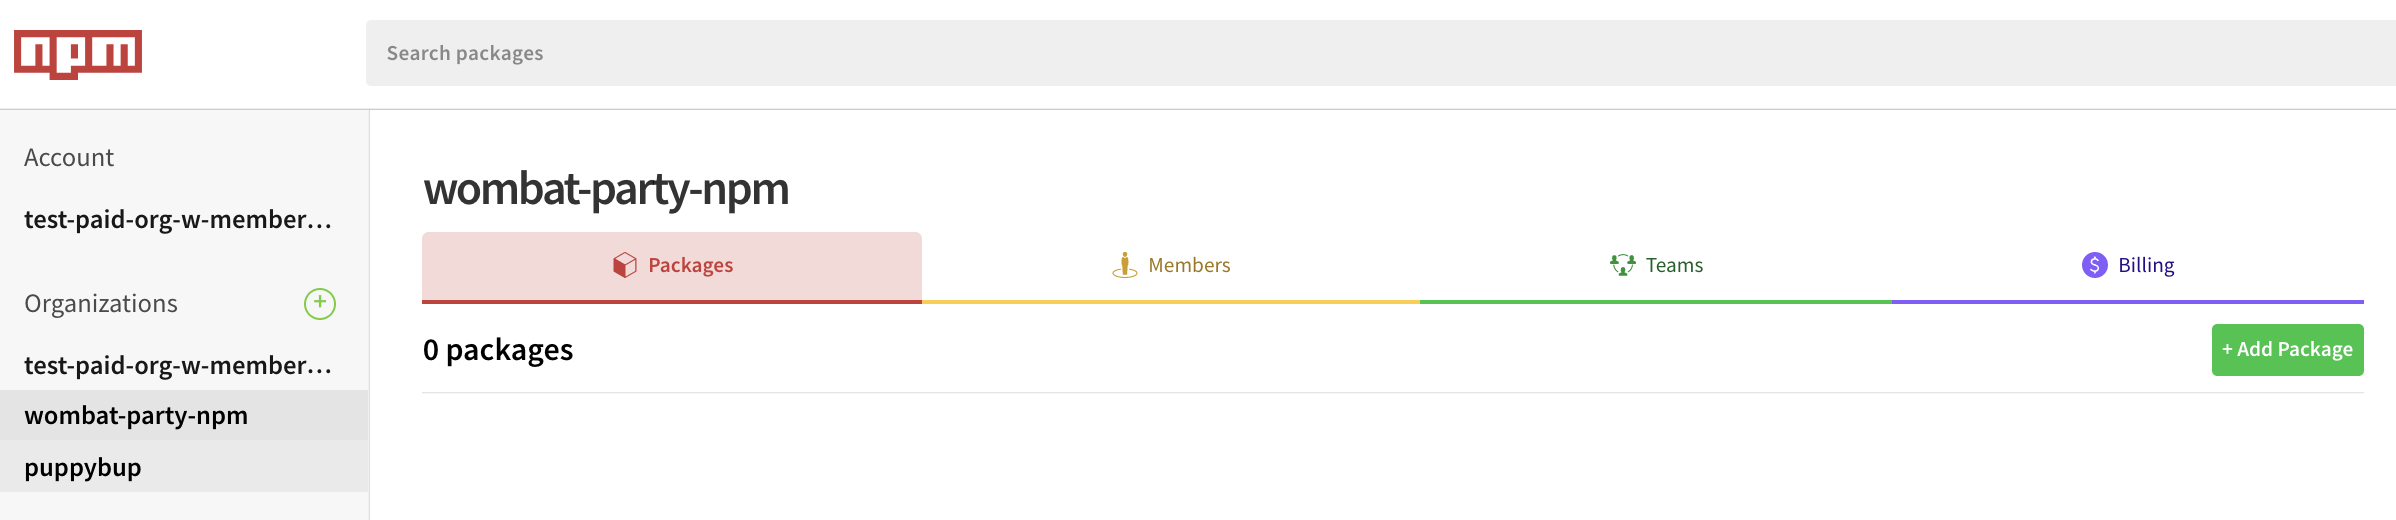 npm
Search packages
Account
test-paid-org-w-member...
Organizations
test-paid-org-w-member...
wombat-party-npm
puppybup
wombat-party-npm
Packages
Members
Teams
$ Billing
0 packages
+ Add Package